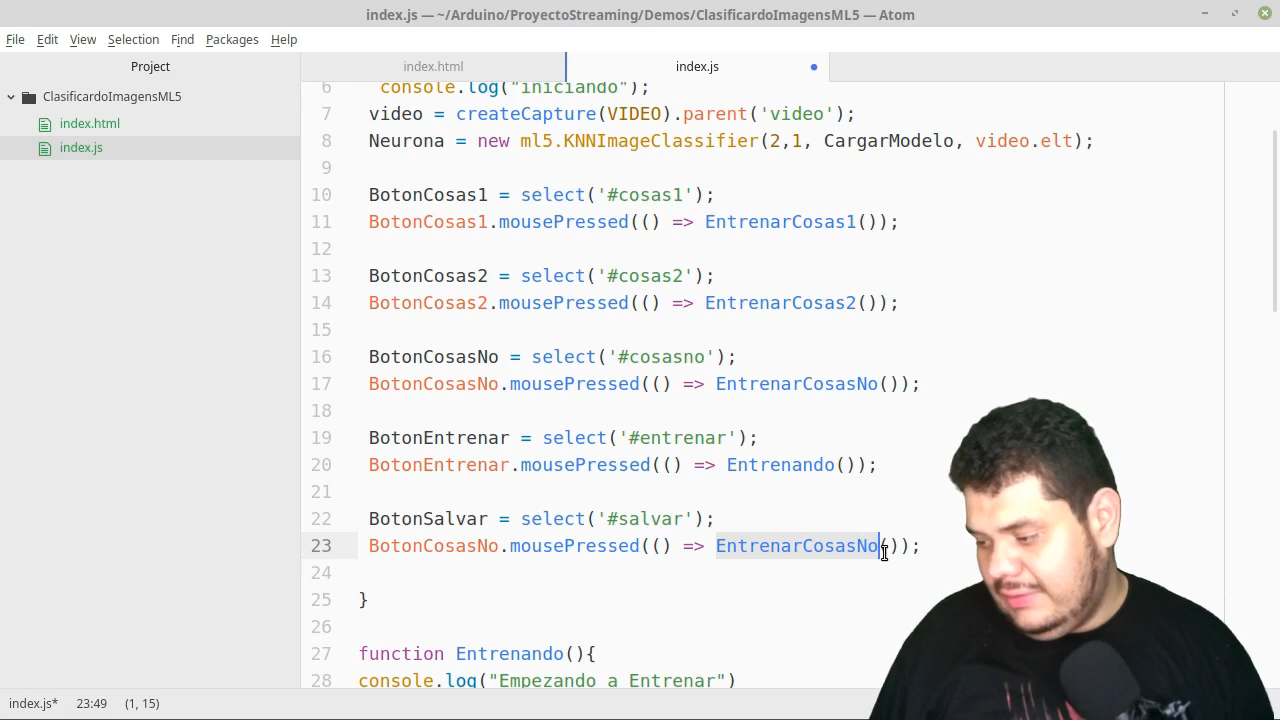 index.js — ~/Arduino/ProyectoStreaming/Demos/ClasificardoImagensML5 — Atom
File Edit View Selection Find Packages Help
Project
index.html
index.js
ClasificardoImagensML5
index.html
index.js
6 console.log("iniciando");
7 video = createCapture(VIDEO).parent('video');
8 Neurona = new ml5.KNNImageClassifier(2,1, CargarModelo, video.elt);
9
10 BotonCosas1 = select('#cosas1');
11 BotonCosas1.mousePressed(() => EntrenarCosas1());
12
13 BotonCosas2 = select('#cosas2');
14 BotonCosas2.mousePressed(() => EntrenarCosas2());
15
16 BotonCosasNo = select('#cosasno');
17 BotonCosasNo.mousePressed(() => EntrenarCosasNo());
18
19 BotonEntrenar = select('#entrenar');
20 BotonEntrenar.mousePressed(() => Entrenando());
21
22 BotonSalvar = select('#salvar');
23 BotonCosasNo.mousePressed(() => EntrenarCosasNo());
24
25 }
26
27 function Entrenando(){
28 console.log("Empezando a Entrenar")
index.js* 23:49 (1, 15)